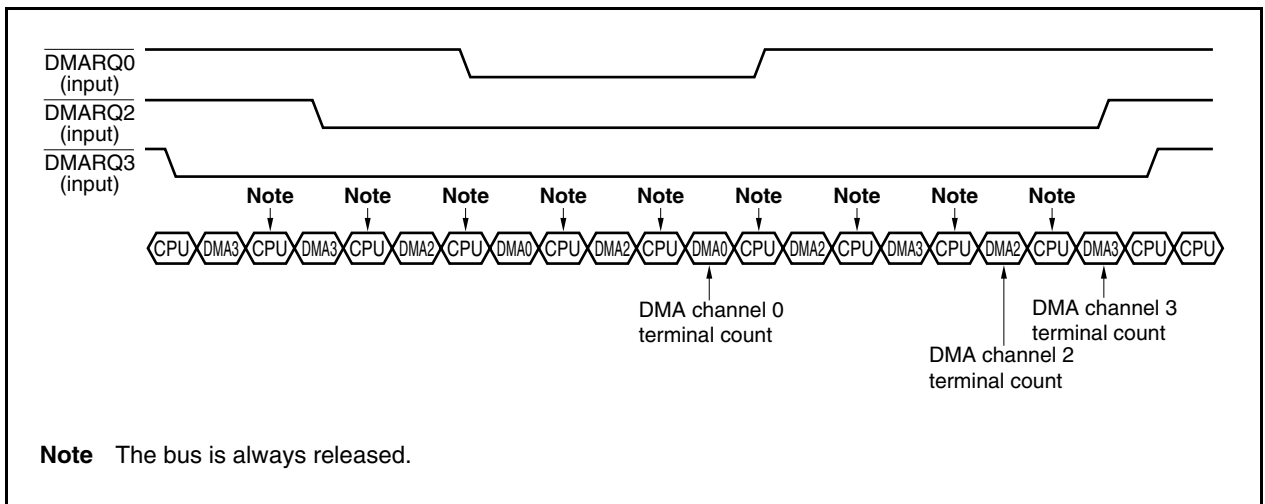 DMARQ0
(input)
DMARQ2
(input)
DMARQ3
(input)
Note Note Note Note Note Note Note Note Note
CPU DMA3 CPU DMA3 CPU DMA2 CPU DMA0 CPU DMA2 CPU DMA0 CPU DMA2 CPU DMA3 CPU DMA2 CPU DMA3 CPU CPU
DMA channel 0
terminal count
DMA channel 3
terminal count
DMA channel 2
terminal count
Note The bus is always released.